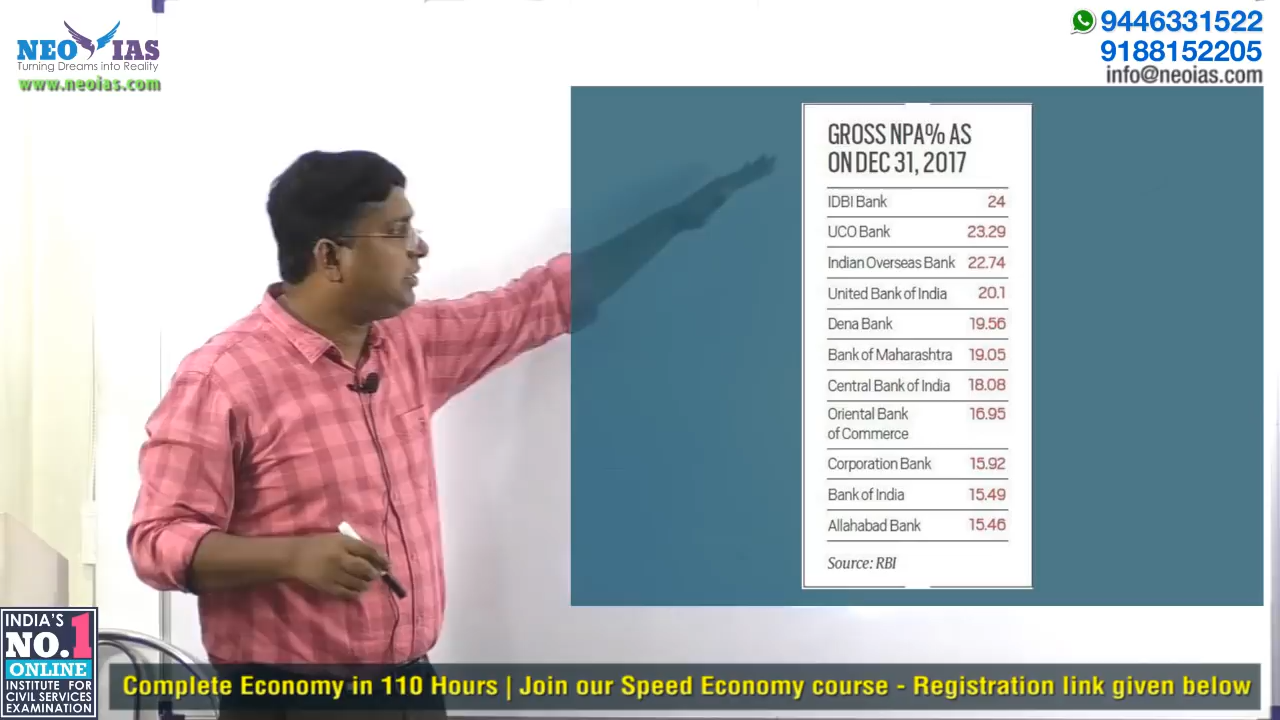 NEO IAS
Turning Dreams into Reality
www.neoias.com
9446331522
9188152205
info@neoias.com
GROSS NPA% AS
ON DEC 31, 2017
IDBI Bank 24
UCO Bank 23.29
Indian Overseas Bank 22.74
United Bank of India 20.1
Dena Bank 19.56
Bank of Maharashtra 19.05
Central Bank of India 18.08
Oriental Bank 16.95
of Commerce
Corporation Bank 15.92
Bank of India 15.49
Allahabad Bank 15.46
Source: RBI
INDIA'S
NO.1
ONLINE
INSTITUTE FOR
CIVIL SERVICES
EXAMINATION
Complete Economy in 110 Hours | Join our Speed Economy course - Registration link given below